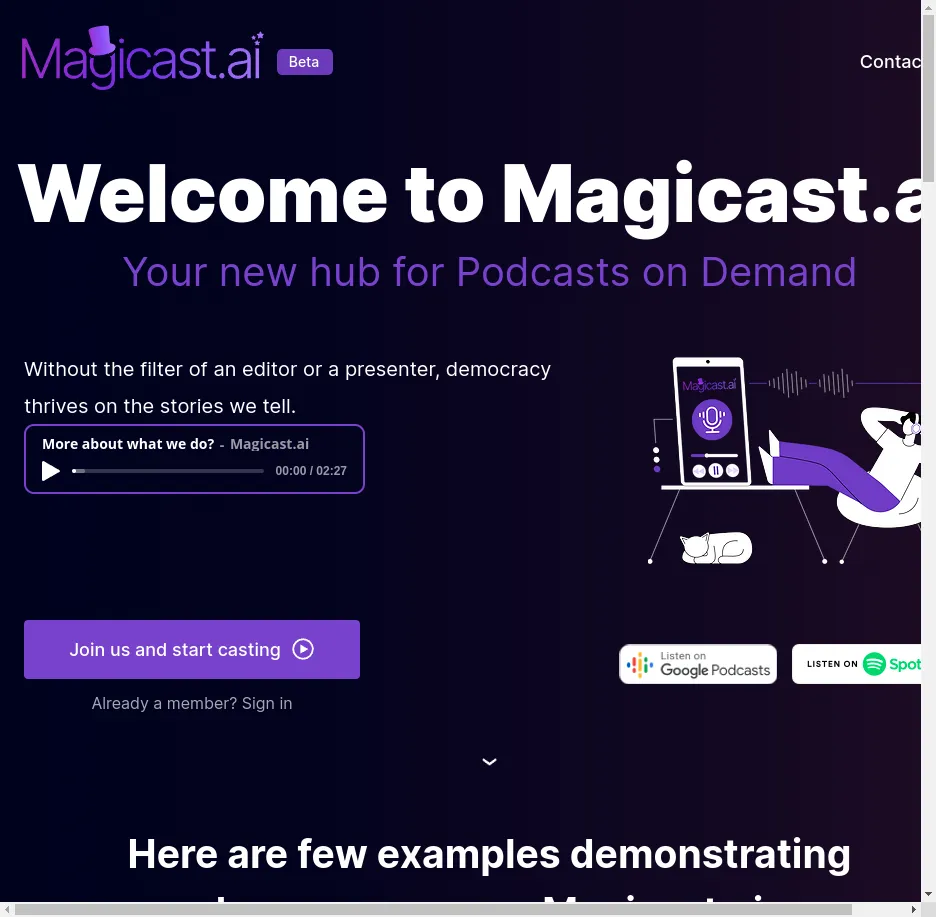 Magicast.ai Beta
Contac
Welcome to Magicast.a
Your new hub for Podcasts on Demand
Without the filter of an editor or a presenter, democracy
thrives on the stories we tell.
More about what we do? - Magicast.ai
00:00 / 02:27
Magicast.ai
Join us and start casting
Already a member? Sign in
Listen on
Google Podcasts
LISTEN ON Spot
Here are few examples demonstrating